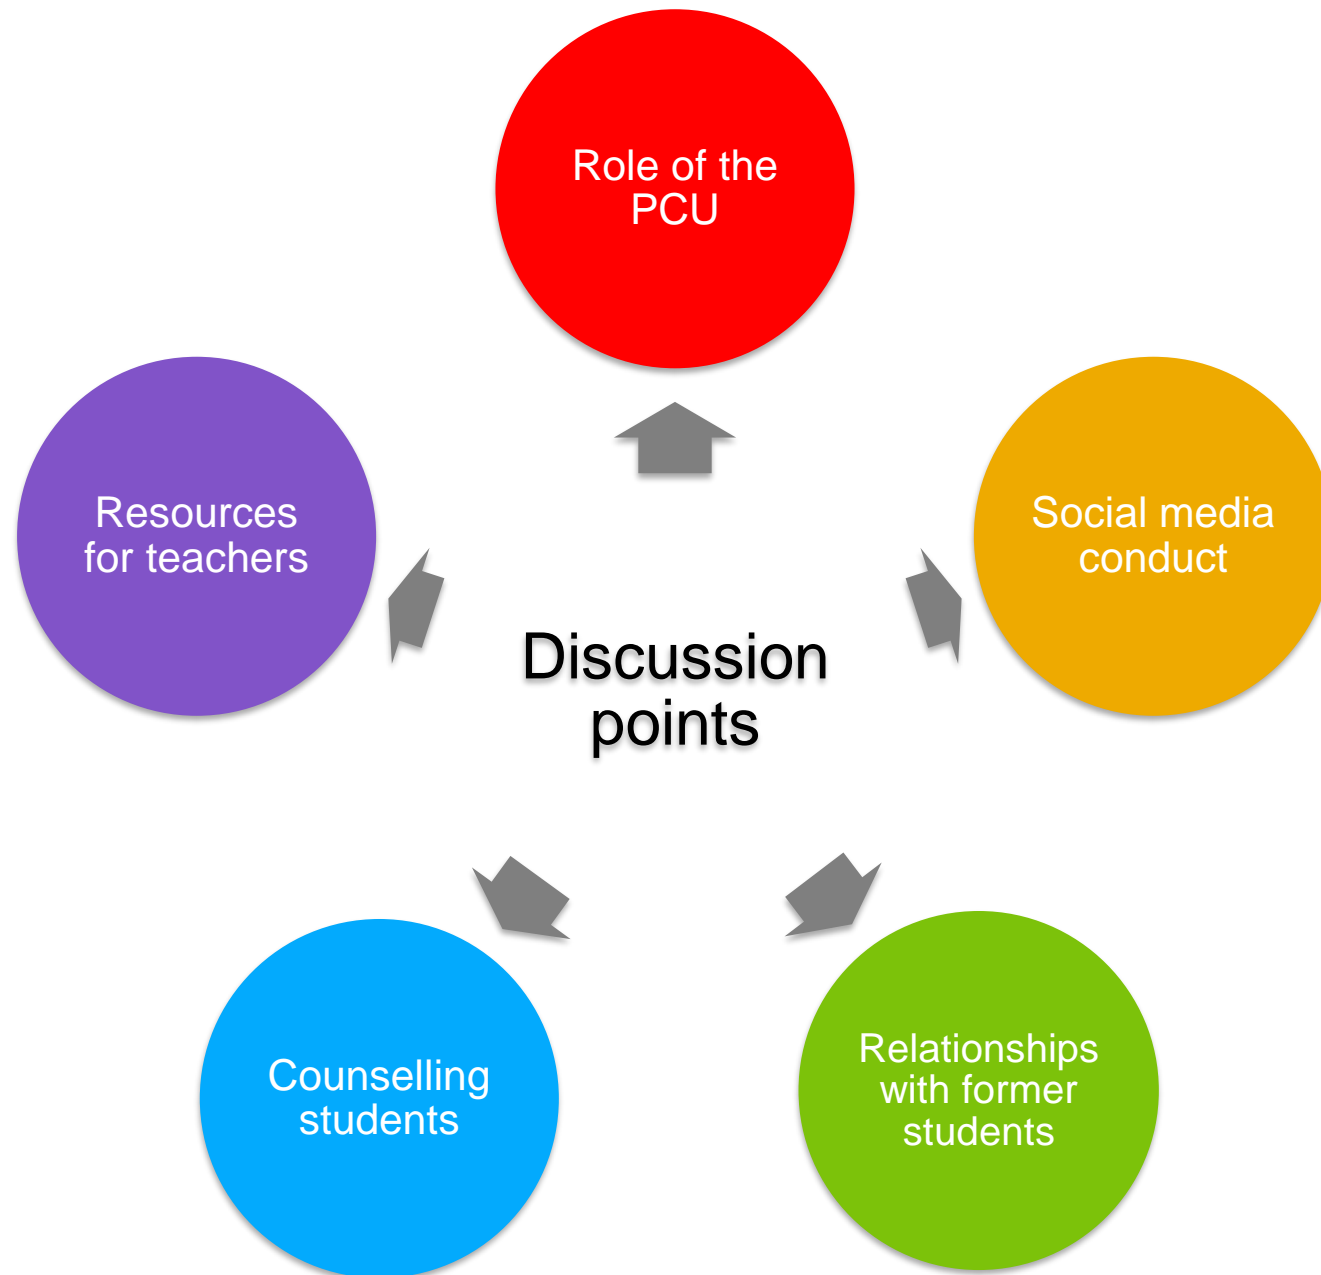 Role of the
PCU
Social media
conduct
Relationships
with former
students
Counselling
students
Resources
for teachers
Discussion
points